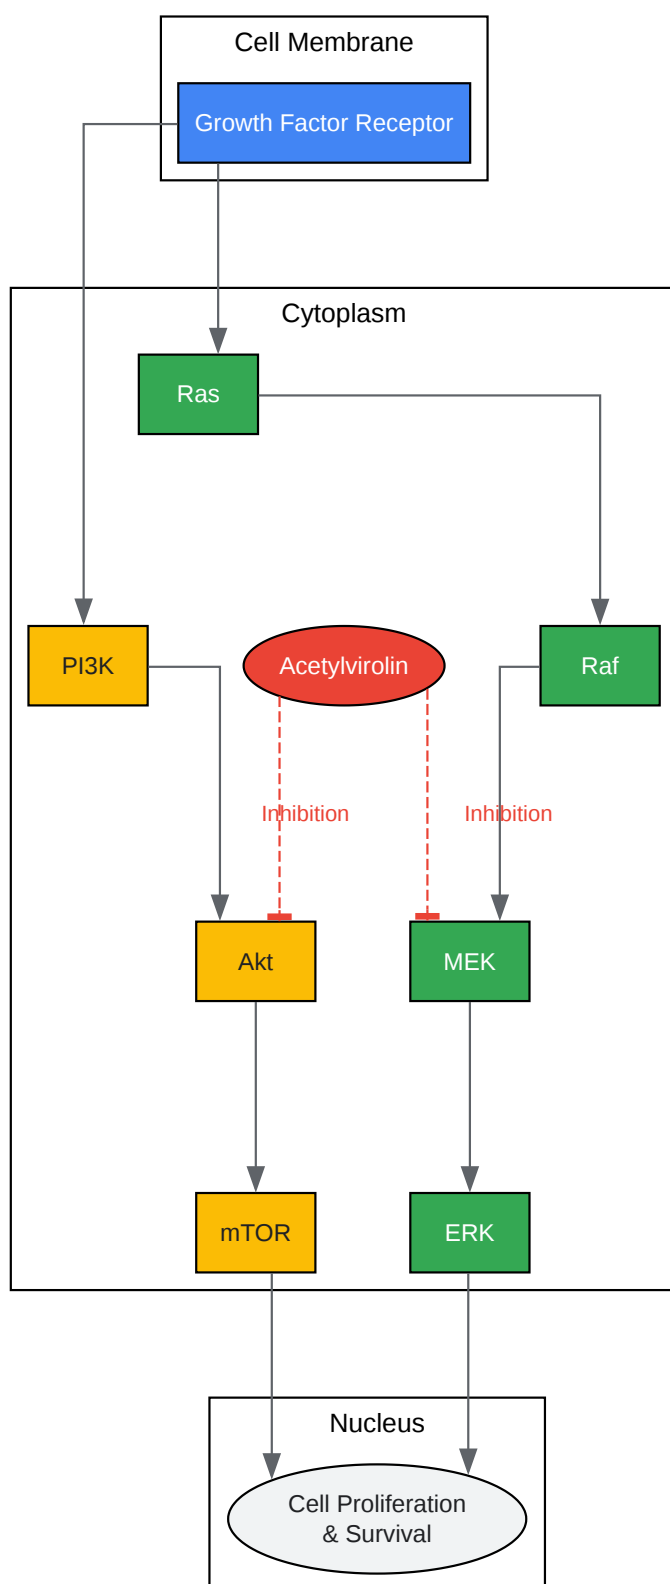 Cell Membrane
Growth Factor Receptor
Cytoplasm
Ras
PI3K
Acetylvirolin
Raf
Inhibition
Inhibition
Akt
MEK
mTOR
ERK
Nucleus
Cell Proliferation
& Survival